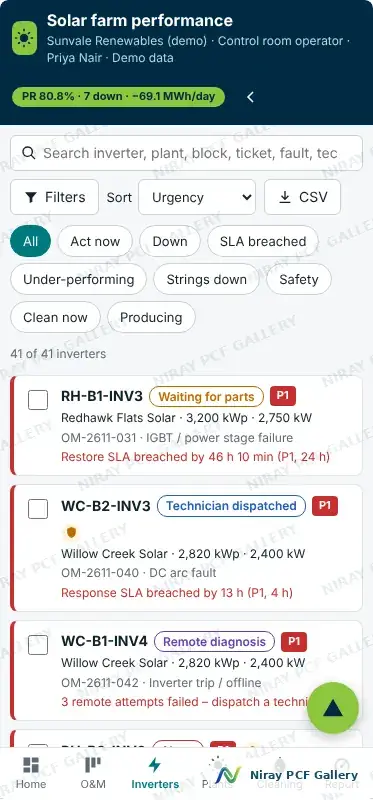 Solar farm performance
Sunvale Renewables (demo) · Control room operator ·
Priya Nair · Demo data
PR 80.8% · 7 down · −69.1 MWh/day
Search inverter, plant, block, ticket, fault, tec
Filters Sort Urgency CSV
All Act now Down SLA breached
Under-performing Strings down Safety
Clean now Producing
41 of 41 inverters
RH-B1-INV3 Waiting for parts P1
Redhawk Flats Solar · 3,200 kWp · 2,750 kW
OM-2611-031 · IGBT / power stage failure
Restore SLA breached by 46 h 10 min (P1, 24 h)
WC-B2-INV3 Technician dispatched P1
Willow Creek Solar · 2,820 kWp · 2,400 kW
OM-2611-040 · DC arc fault
Response SLA breached by 13 h (P1, 4 h)
WC-B1-INV4 Remote diagnosis P1
Willow Creek Solar · 2,820 kWp · 2,400 kW
OM-2611-042 · Inverter trip / offline
3 remote attempts failed – dispatch a techni
Home O&M Inverters Plants Cleaning Report
Niray PCF Gallery
NIRAY PCF GALLERY